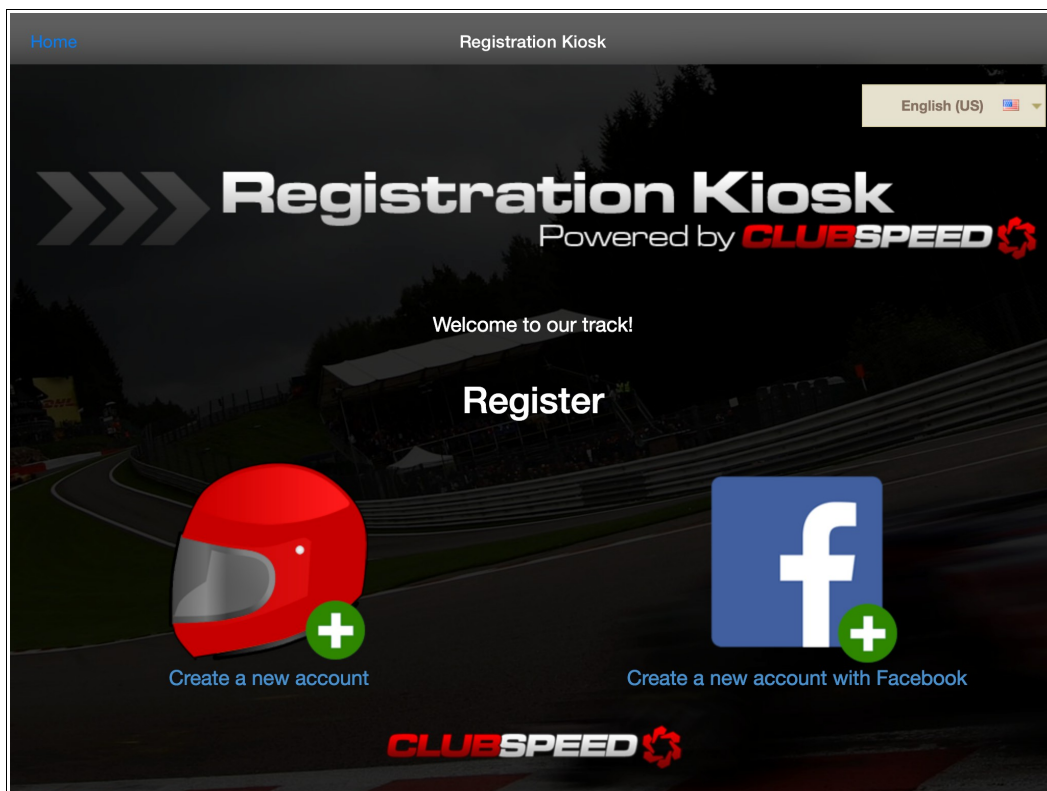 Home
Registration Kiosk
English (US)
Registration Kiosk
Powered by CLUBSPEED
Welcome to our track!
Register
Create a new account
Create a new account with Facebook
CLUBSPEED